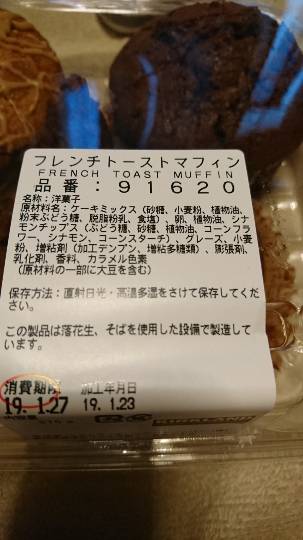 フレンチトーストマフィン
FRENCH TOAST MUFFIN
品番:91620
名称:洋菓子
原材料名:ケーキミックス(砂糖、小麦粉、植物油、
粉末ぶどう糖、脱脂粉乳、食塩)、卵、植物油、シナ
モンチップス(ぶどう糖、砂糖、植物油、コーンフラ
ワー、シナモン、コーンスターチ)、グレーズ、小麦
粉、増粘剤(加工デンプン、増粘多糖類)、膨張剤、
乳化剤、香料、カラメル色素
(原材料の一部に大豆を含む)
保存方法:直射日光・高温多湿をさけて保存してくだ
さい。
この製品は落花生、そばを使用した設備で製造して
います。
消費期限 加工年月日
19. 1.27 19. 1.23
KIRKLAND